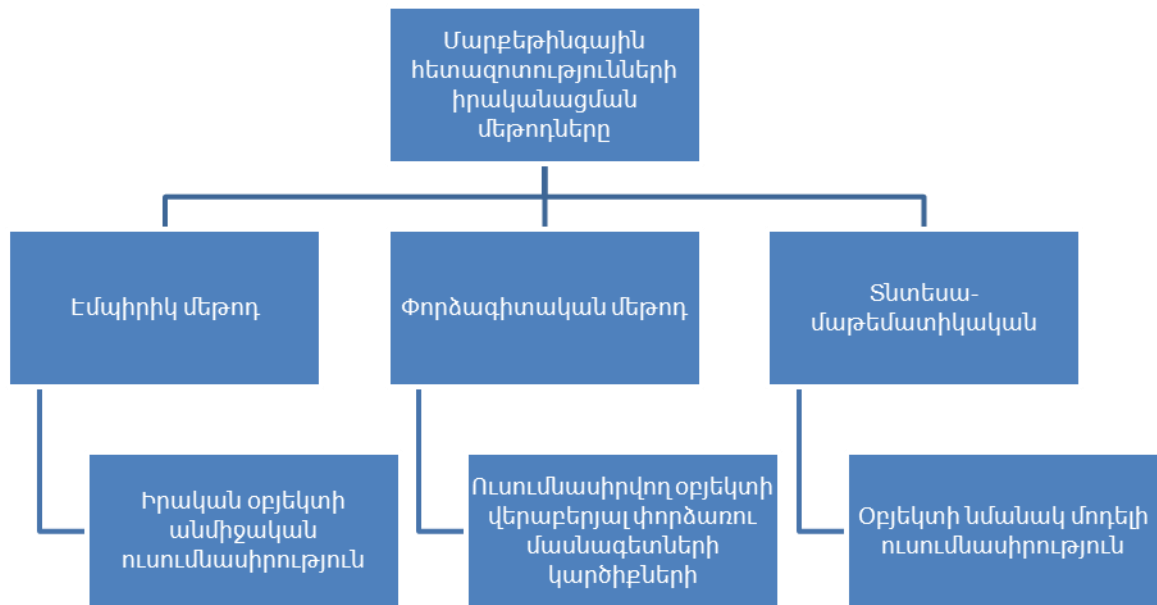 Մարքեթինգային
հետազոտությունների
իրականացման
մեթոդները
Էմպիրիկ մեթոդ
Փորձագիտական մեթոդ
Տնտեսա-
մաթեմատիկական
Իրական օբյեկտի
անմիջական
ուսումնասիրություն
Ուսումնասիրվող օբյեկտի
վերաբերյալ փորձառու
մասնագետների
կարծիքների
Օբյեկտի նմանակ մոդելի
ուսումնասիրություն